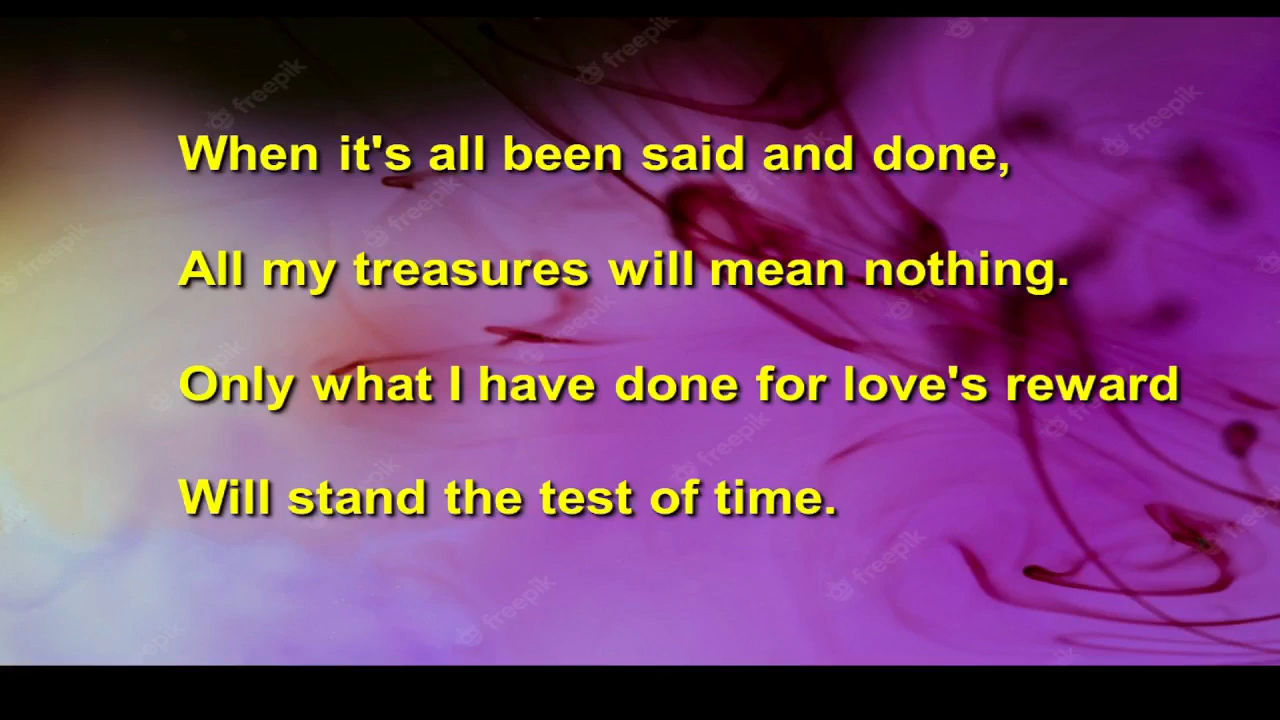 When it's all been said and done,
All my treasures will mean nothing.
Only what I have done for love's reward
Will stand the test of time.
freepik